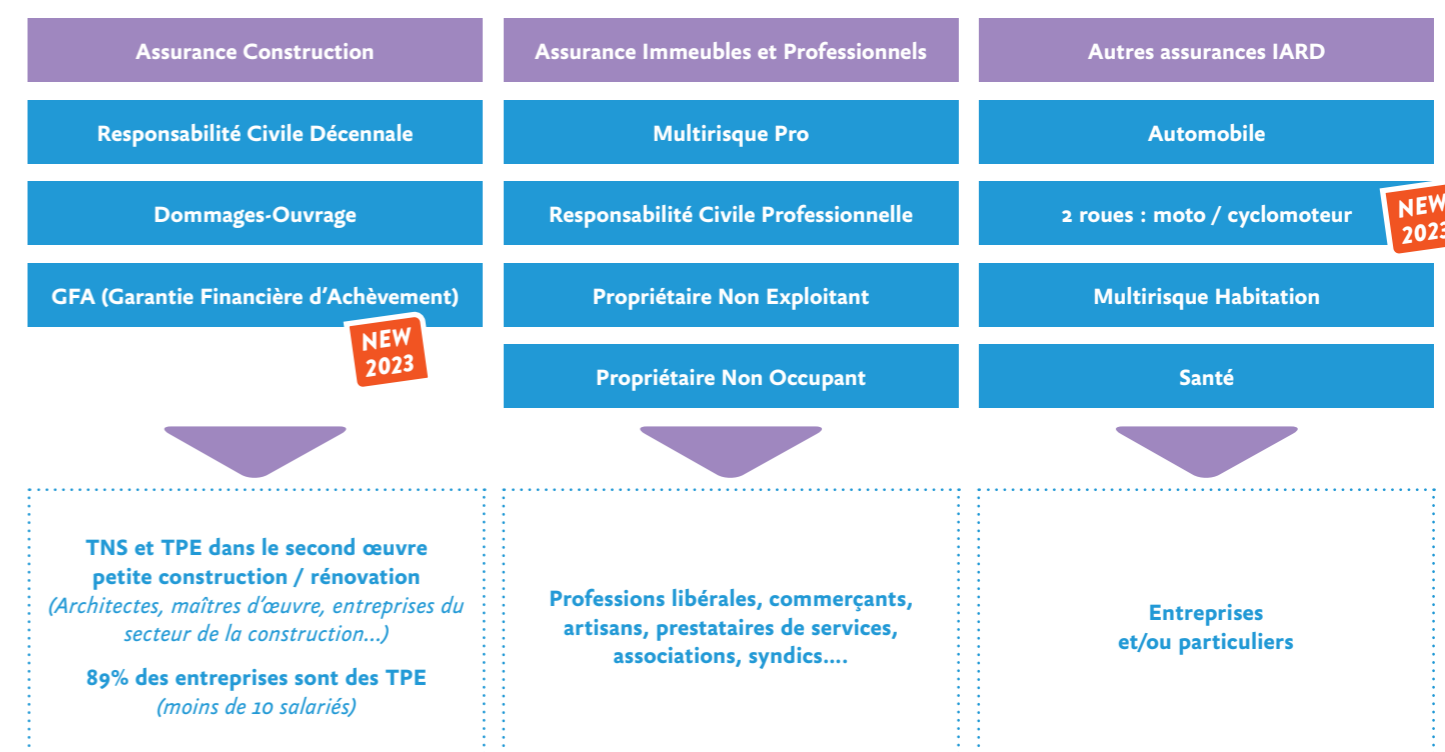 Assurance Construction
Responsabilité Civile Décennale
Dommages-Ouvrage
GFA (Garantie Financière d’Achèvement)
NEW
2023
TNS et TPE dans le second œuvre
petite construction / rénovation
(Architectes, maîtres d’œuvre, entreprises du
secteur de la construction...)
89% des entreprises sont des TPE
(moins de 10 salariés)
Assurance Immeubles et Professionnels
Multirisque Pro
Responsabilité Civile Professionnelle
Propriétaire Non Exploitant
Propriétaire Non Occupant
Professions libérales, commerçants,
artisans, prestataires de services,
associations, syndics....
Autres assurances IARD
Automobile
2 roues : moto / cyclomoteur
NEW
2023
Multirisque Habitation
Santé
Entreprises
et/ou particuliers